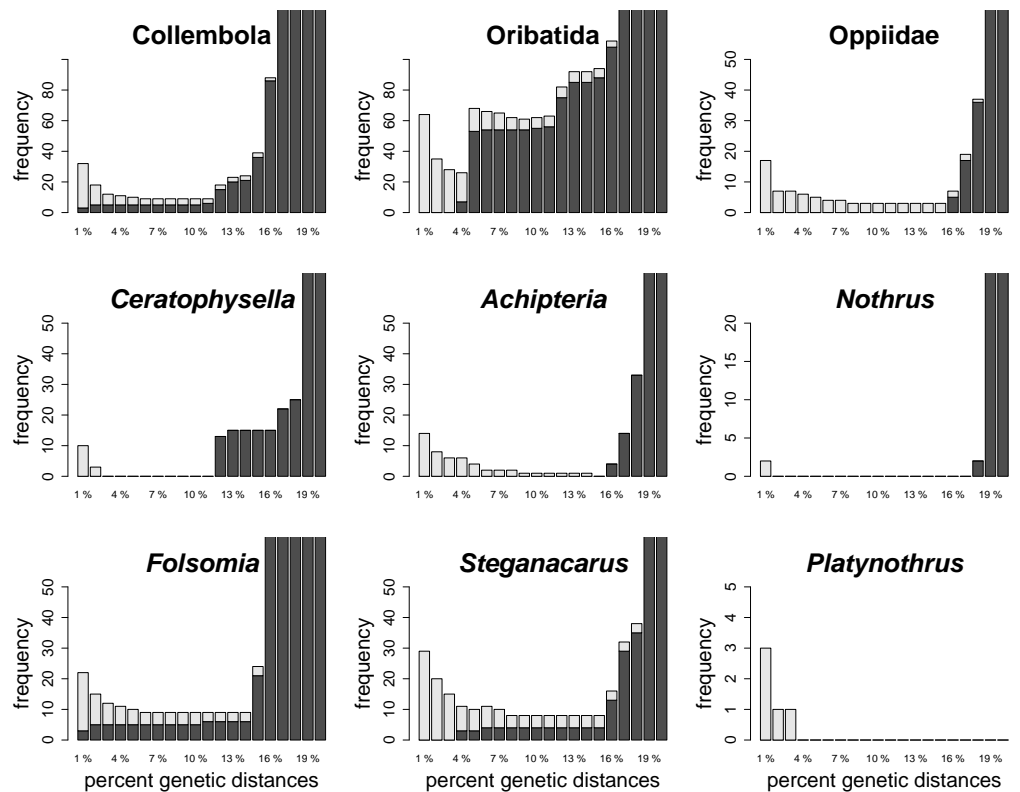 Collembola
frequency
0 20 40 60 80
1 % 4 % 7 % 10 % 13 % 16 % 19 %
Oribatida
frequency
0 20 40 60 80
1 % 4 % 7 % 10 % 13 % 16 % 19 %
Oppiidae
frequency
0 10 20 30 40 50
1 % 4 % 7 % 10 % 13 % 16 % 19 %
Ceratophysella
frequency
0 10 20 30 40 50
1 % 4 % 7 % 10 % 13 % 16 % 19 %
Achipteria
frequency
0 10 20 30 40 50
1 % 4 % 7 % 10 % 13 % 16 % 19 %
Nothrus
frequency
0 5 10 15 20
1 % 4 % 7 % 10 % 13 % 16 % 19 %
Folsomia
frequency
0 10 20 30 40 50
1 % 4 % 7 % 10 % 13 % 16 % 19 %
percent genetic distances
Steganacarus
frequency
0 10 20 30 40 50
1 % 4 % 7 % 10 % 13 % 16 % 19 %
percent genetic distances
Platynothrus
frequency
0 1 2 3 4 5
1 % 4 % 7 % 10 % 13 % 16 % 19 %
percent genetic distances